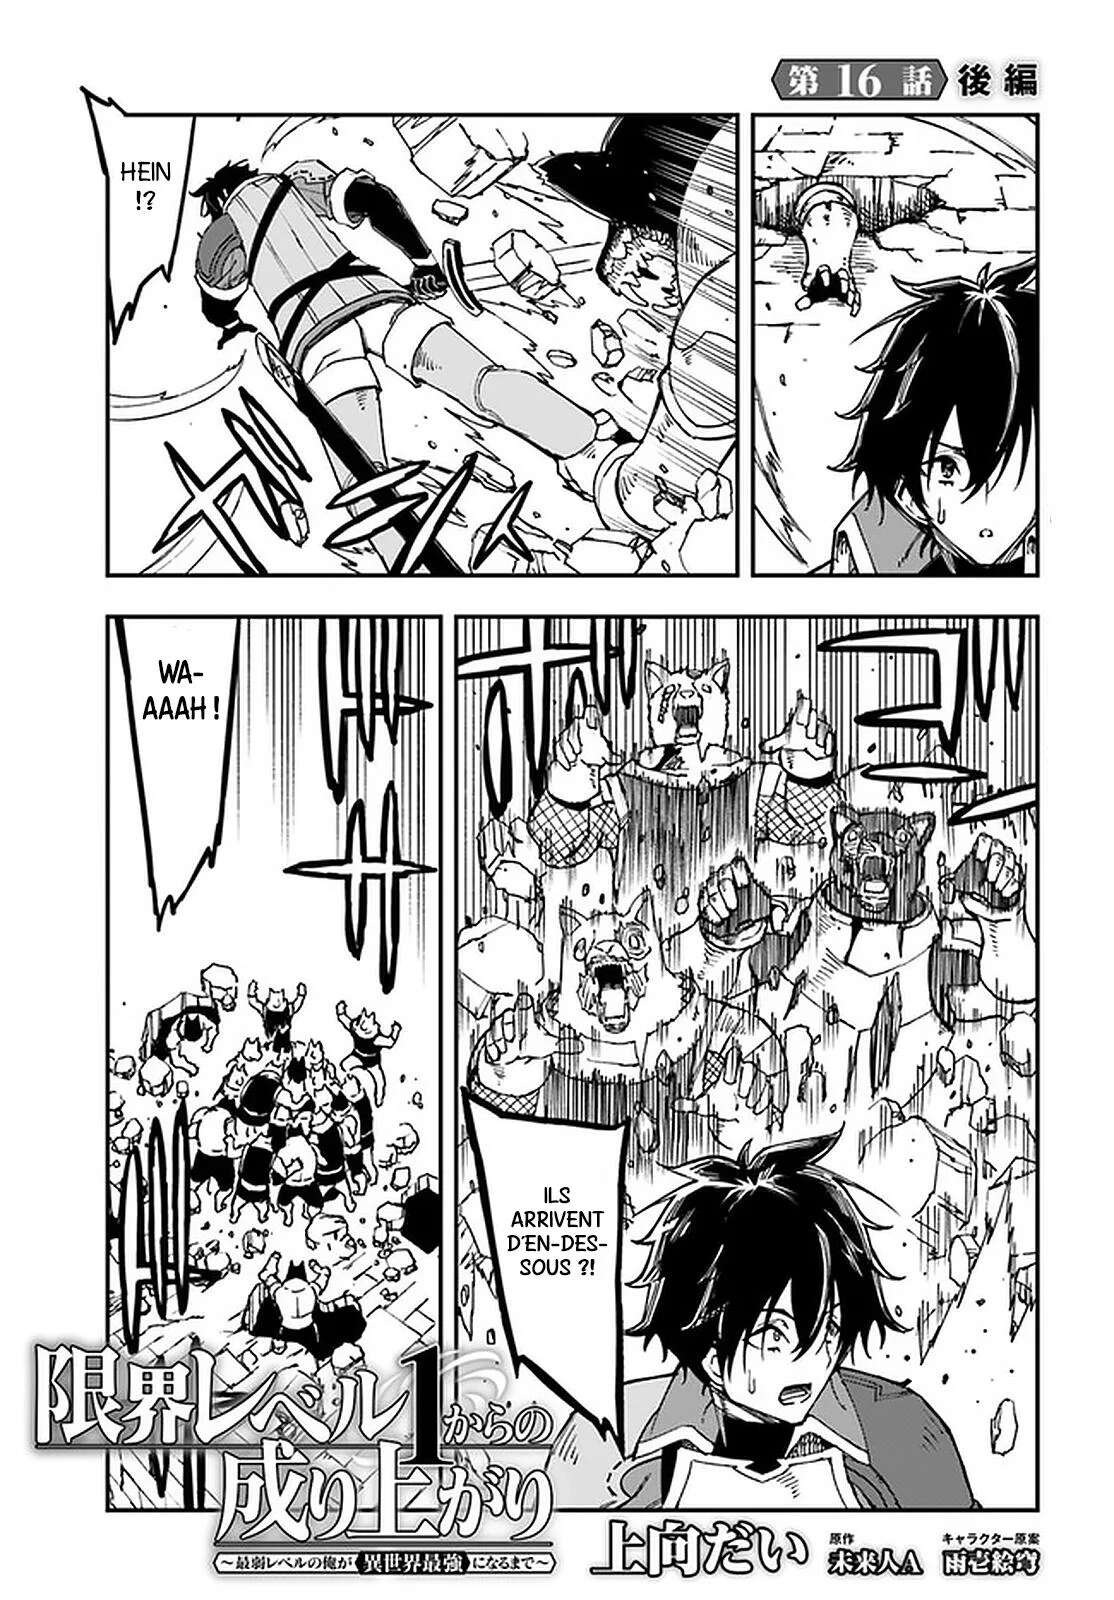 第16話 後編
HEIN
!?
ILS
ARRIVENT
D'EN-DES-
SOUS ?!
WA-
AAAH !
限界レベル1からの
成り上がり
～最弱レベルの俺が異世界最強になるまで～
上向だい
原作
未来人A
キャラクター原案
雨壱絵穹